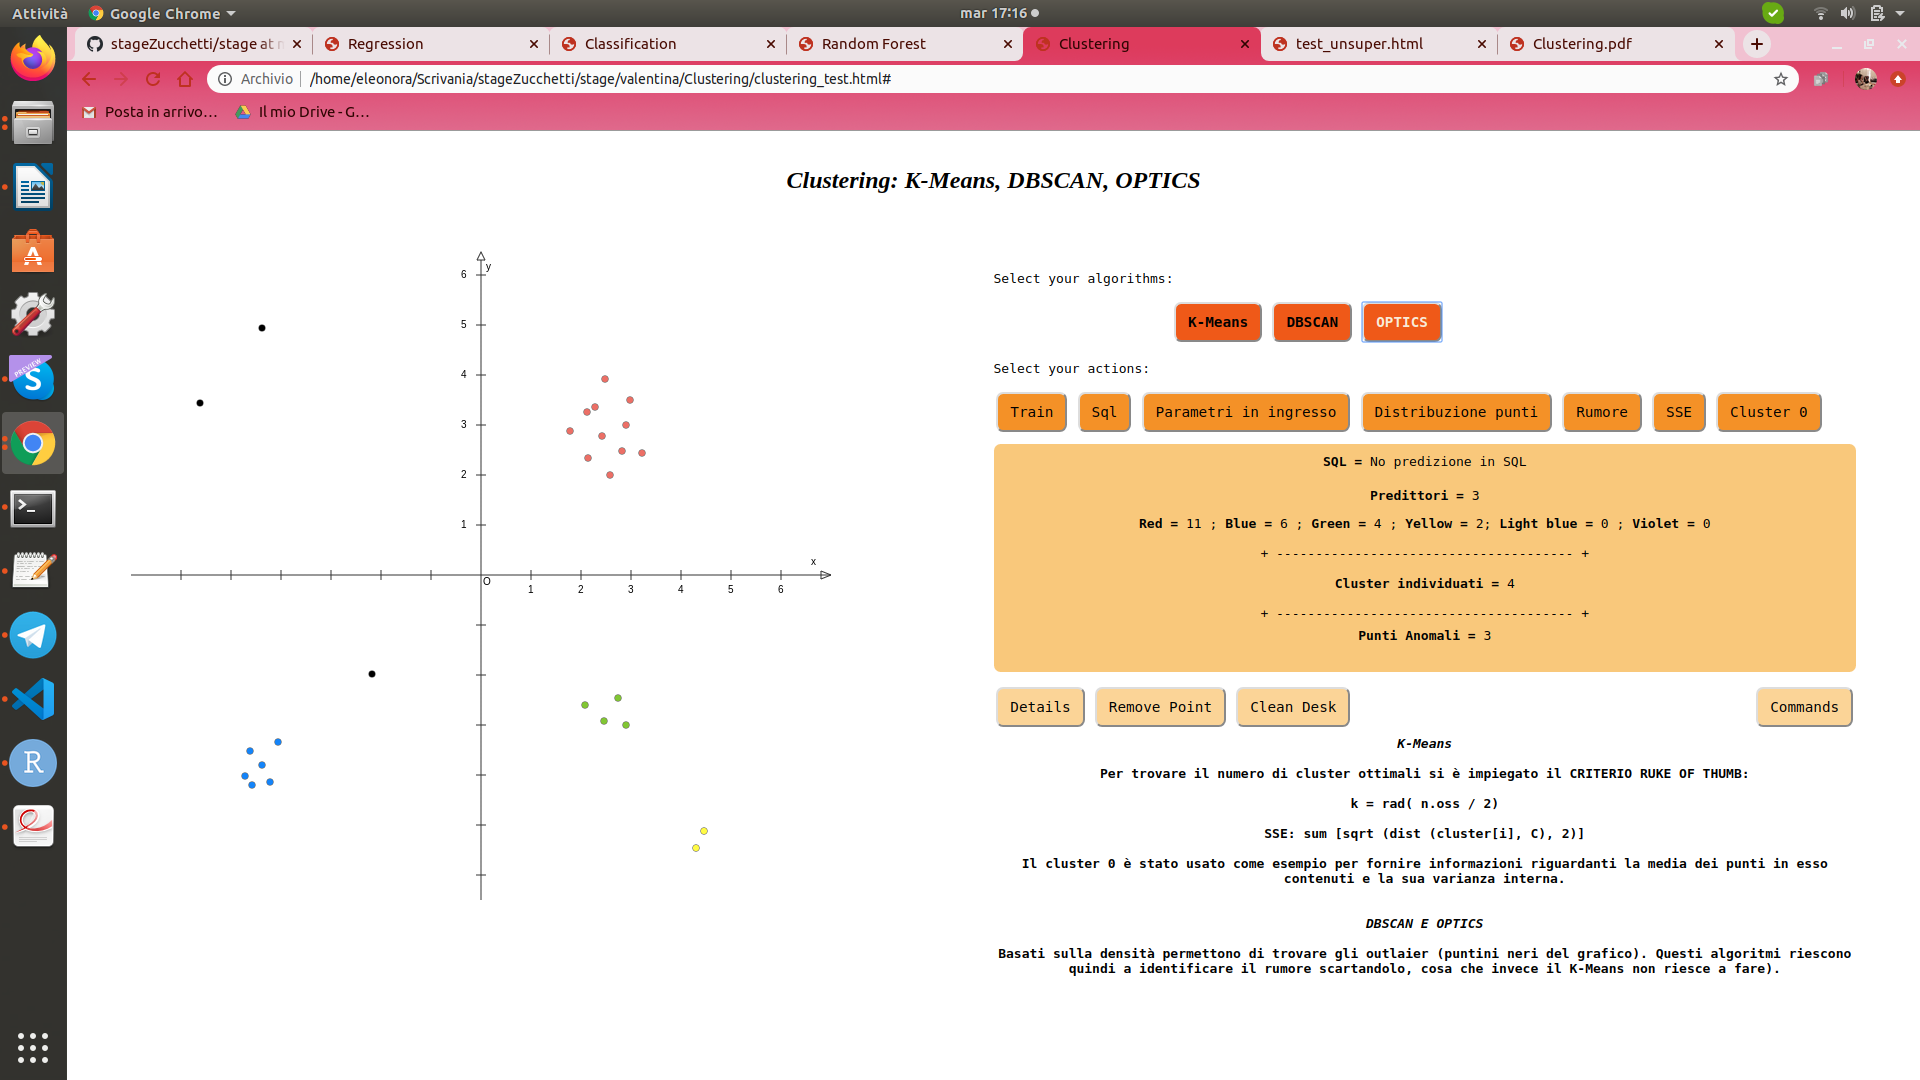 Attività Google Chrome mar 17:16
stageZucchetti/stage at Regression Classification Random Forest Clustering test_unsuper.html Clustering.pdf
Archivio /home/eleonora/Scrivania/stageZucchetti/stage/valentina/Clustering/clustering_test.html#
Posta in arrivo… Il mio Drive - G…
Clustering: K-Means, DBSCAN, OPTICS
y
6
5
4
3
2
1
x
O
1 2 3 4 5 6
Select your algorithms:
K-Means DBSCAN OPTICS
Select your actions:
Train Sql Parametri in ingresso Distribuzione punti Rumore SSE Cluster 0
SQL = No predizione in SQL
Predittori = 3
Red = 11 ; Blue = 6 ; Green = 4 ; Yellow = 2; Light blue = 0 ; Violet = 0
+ -------------------------------------- +
Cluster individuati = 4
+ -------------------------------------- +
Punti Anomali = 3
Details Remove Point Clean Desk Commands
K-Means
Per trovare il numero di cluster ottimali si è impiegato il CRITERIO RUKE OF THUMB:
k = rad( n.oss / 2)
SSE: sum [sqrt (dist (cluster[i], C), 2)]
Il cluster 0 è stato usato come esempio per fornire informazioni riguardanti la media dei punti in esso
contenuti e la sua varianza interna.
DBSCAN E OPTICS
Basati sulla densità permettono di trovare gli outlaier (puntini neri del grafico). Questi algoritmi riescono
quindi a identificare il rumore scartandolo, cosa che invece il K-Means non riesce a fare).
PREVIEW